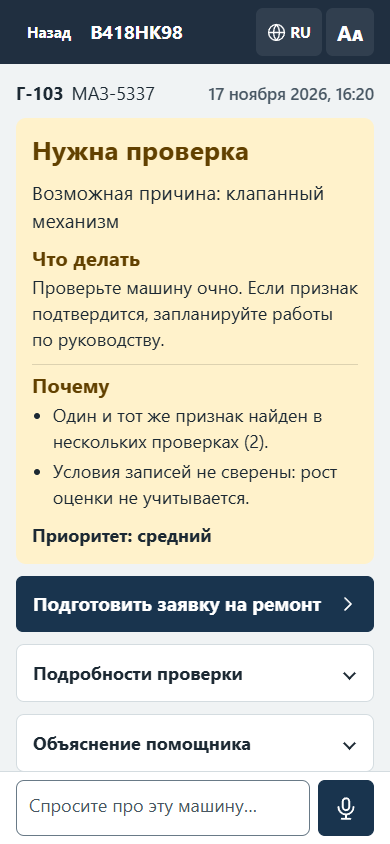 Назад В418НК98 RU Аа
Г-103 МАЗ-5337 17 ноября 2026, 16:20
Нужна проверка
Возможная причина: клапанный
механизм
Что делать
Проверьте машину очно. Если признак
подтвердится, запланируйте работы
по руководству.
Почему
• Один и тот же признак найден в
нескольких проверках (2).
• Условия записей не сверены: рост
оценки не учитывается.
Приоритет: средний
Подготовить заявку на ремонт
Подробности проверки
Объяснение помощника
Спросите про эту машину...